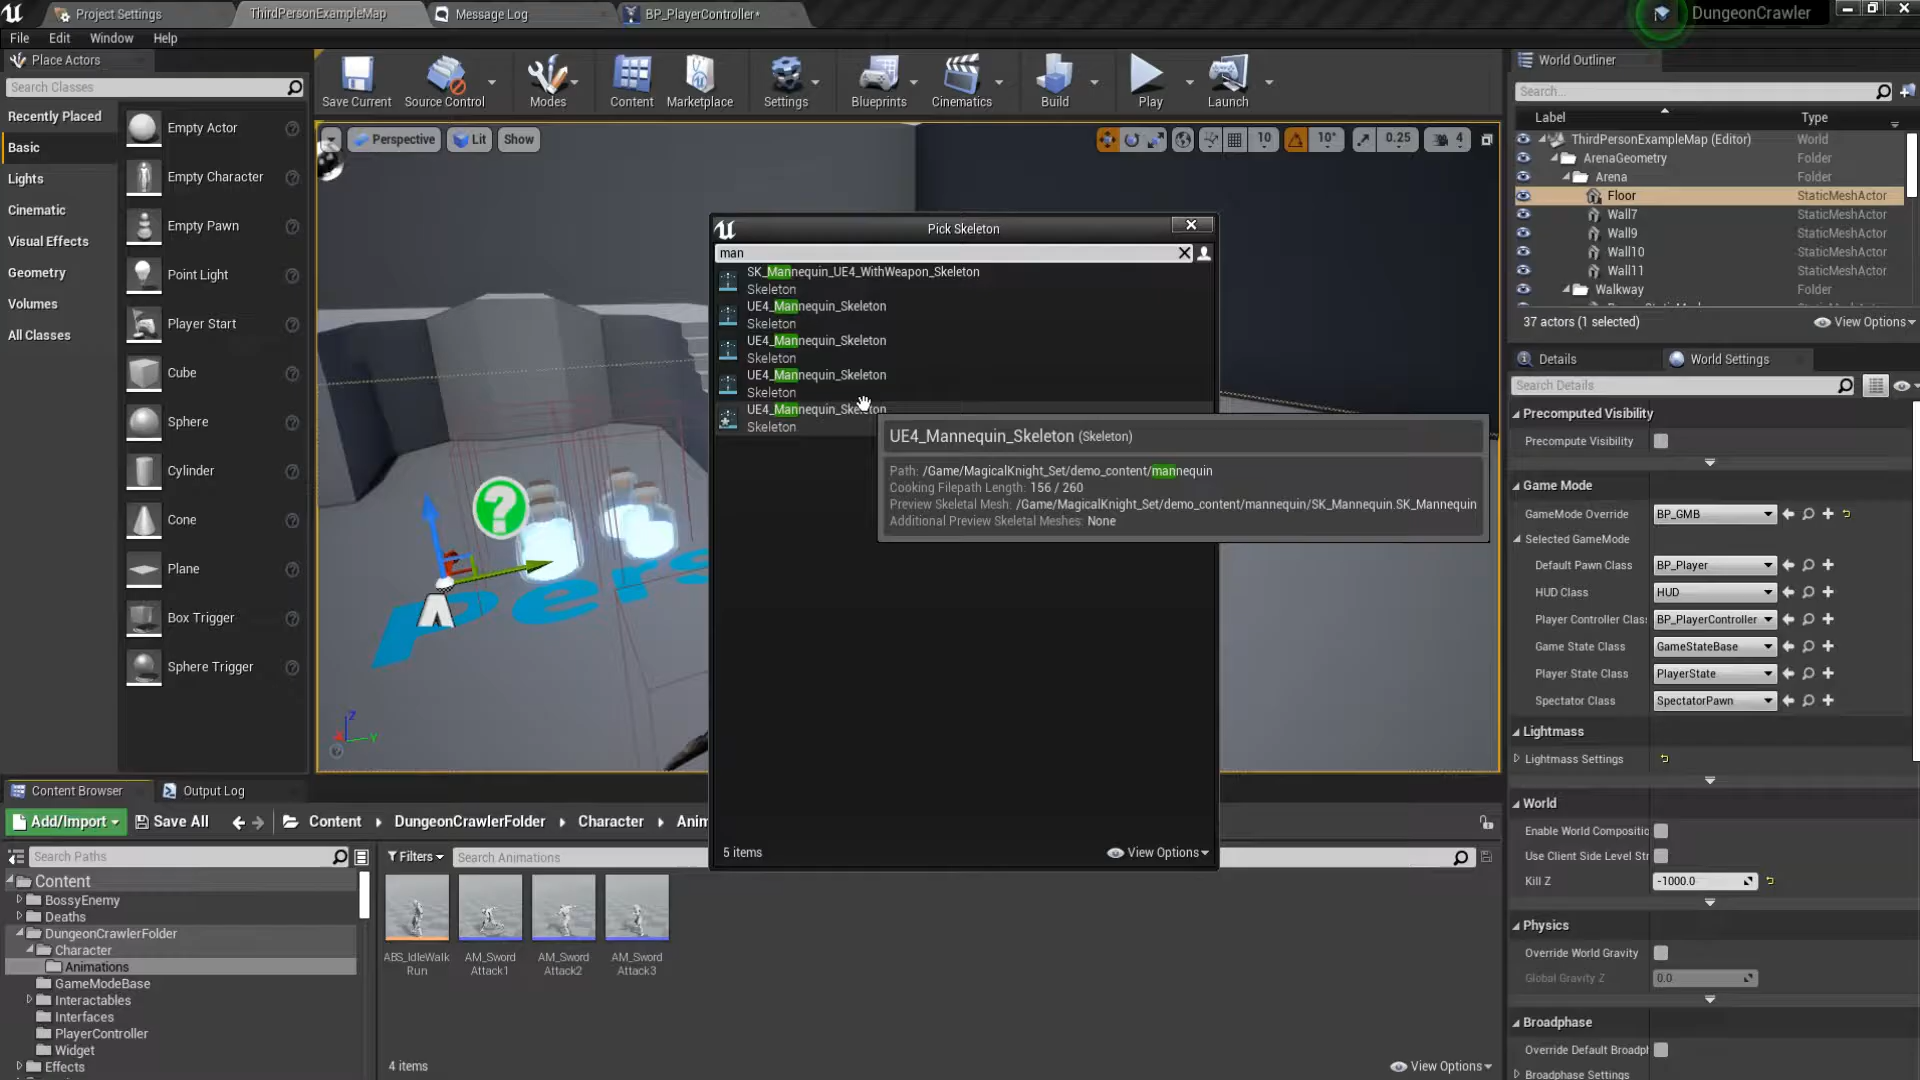 Project Settings
ThirdPersonExampleMap
Message Log
BP_PlayerController*
DungeonCrawler
File
Edit
Window
Help
Place Actors
Search Classes
Recently Placed
Basic
Lights
Cinematic
Visual Effects
Geometry
Volumes
All Classes
Empty Actor
Empty Character
Empty Pawn
Point Light
Player Start
Cube
Sphere
Cylinder
Cone
Plane
Box Trigger
Sphere Trigger
Save Current
Source Control
Modes
Content
Marketplace
Settings
Blueprints
Cinematics
Build
Play
Launch
Perspective
Lit
Show
10
10°
0.25
4
Pers
Z
Y
Pick Skeleton
man
SK_Mannequin_UE4_WithWeapon_Skeleton
Skeleton
UE4_Mannequin_Skeleton
Skeleton
UE4_Mannequin_Skeleton
Skeleton
UE4_Mannequin_Skeleton
Skeleton
UE4_Mannequin_Skeleton
Skeleton
5 items
View Options
UE4_Mannequin_Skeleton (Skeleton)
Path: /Game/MagicalKnight_Set/demo_content/mannequin
Cooking Filepath Length: 156 / 260
Preview Skeletal Mesh: /Game/MagicalKnight_Set/demo_content/mannequin/SK_Mannequin.SK_Mannequin
Additional Preview Skeletal Meshes: None
World Outliner
Search...
Label
Type
ThirdPersonExampleMap (Editor)
World
ArenaGeometry
Folder
Arena
Folder
Floor
StaticMeshActor
Wall7
StaticMeshActor
Wall9
StaticMeshActor
Wall10
StaticMeshActor
Wall11
StaticMeshActor
Walkway
Folder
37 actors (1 selected)
View Options
Details
World Settings
Search Details
Precomputed Visibility
Precompute Visibility
Game Mode
GameMode Override
BP_GMB
Selected GameMode
Default Pawn Class
BP_Player
HUD Class
HUD
Player Controller Clas
BP_PlayerController
Game State Class
GameStateBase
Player State Class
PlayerState
Spectator Class
SpectatorPawn
Lightmass
Lightmass Settings
World
Enable World Compositio
Use Client Side Level Str
Kill Z
-1000.0
Physics
Override World Gravity
Global Gravity Z
0.0
Broadphase
Override Default Broadph
Broadphase Settings
Content Browser
Output Log
Add/Import
Save All
Content
DungeonCrawlerFolder
Character
Anim
Search Paths
Filters
Search Animations
Content
BossyEnemy
Deaths
DungeonCrawlerFolder
Character
Animations
GameModeBase
Interactables
Interfaces
PlayerController
Widget
Effects
ABS_IdleWalk
Run
AM_Sword
Attack1
AM_Sword
Attack2
AM_Sword
Attack3
4 items
View Options